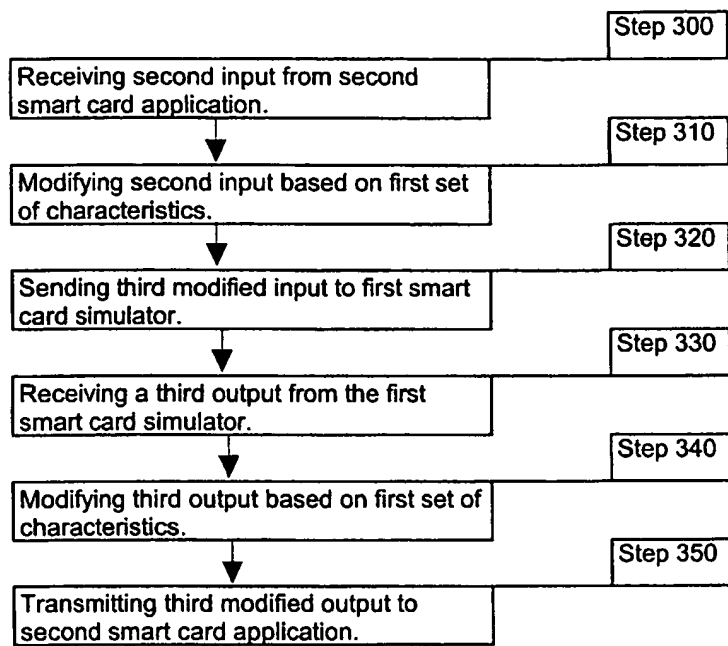 Step 300
Receiving second input from second
smart card application.
Step 310
Modifying second input based on first set
of characteristics.
Step 320
Sending third modified input to first smart
card simulator.
Step 330
Receiving a third output from the first
smart card simulator.
Step 340
Modifying third output based on first set of
characteristics.
Step 350
Transmitting third modified output to
second smart card application.